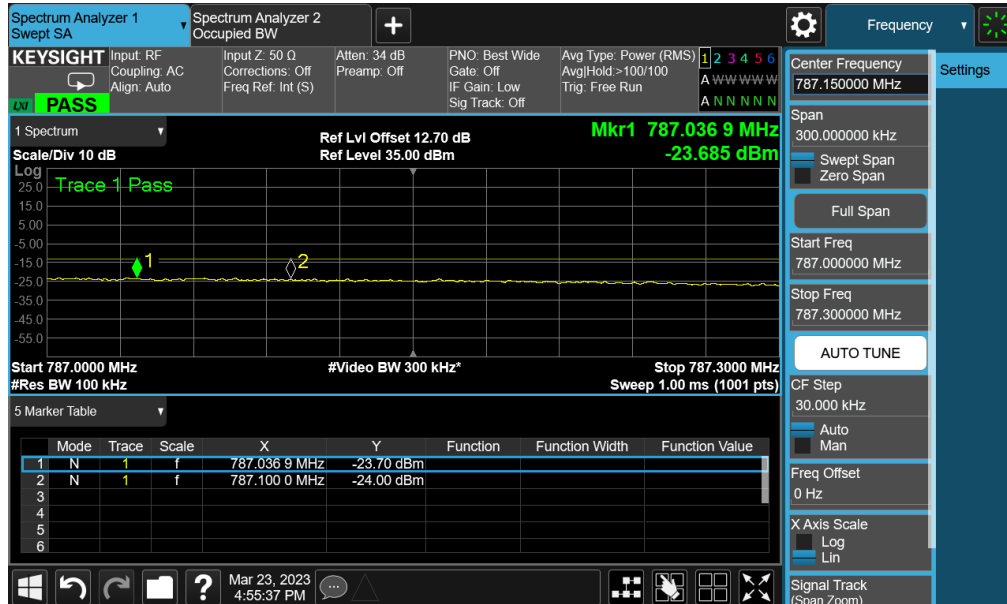 Spectrum Analyzer 1
Swept SA
Spectrum Analyzer 2
Occupied BW
Frequency
KEYSIGHT
LXI
PASS
Input: RF
Coupling: AC
Align: Auto
Input Z: 50 Ω
Corrections: Off
Freq Ref: Int (S)
Atten: 34 dB
Preamp: Off
PNO: Best Wide
Gate: Off
IF Gain: Low
Sig Track: Off
Avg Type: Power (RMS)
Avg|Hold:>100/100
Trig: Free Run
1 2 3 4 5 6
A W W W W W
A N N N N N
1 Spectrum
Scale/Div 10 dB
Ref Lvl Offset 12.70 dB
Ref Level 35.00 dBm
Mkr1 787.036 9 MHz
-23.685 dBm
Log
Trace 1 Pass
25.0
15.0
5.00
-5.00
-15.0
-25.0
-35.0
-45.0
-55.0
1
2
Start 787.0000 MHz
#Video BW 300 kHz*
Stop 787.3000 MHz
#Res BW 100 kHz
Sweep 1.00 ms (1001 pts)
5 Marker Table
Mode Trace Scale X Y Function Function Width Function Value
1 N 1 f 787.036 9 MHz -23.70 dBm
2 N 1 f 787.100 0 MHz -24.00 dBm
3
4
5
6
Mar 23, 2023
4:55:37 PM
?
Center Frequency
787.150000 MHz
Settings
Span
300.000000 kHz
Swept Span
Zero Span
Full Span
Start Freq
787.000000 MHz
Stop Freq
787.300000 MHz
AUTO TUNE
CF Step
30.000 kHz
Auto
Man
Freq Offset
0 Hz
X Axis Scale
Log
Lin
Signal Track
(Span Zoom)